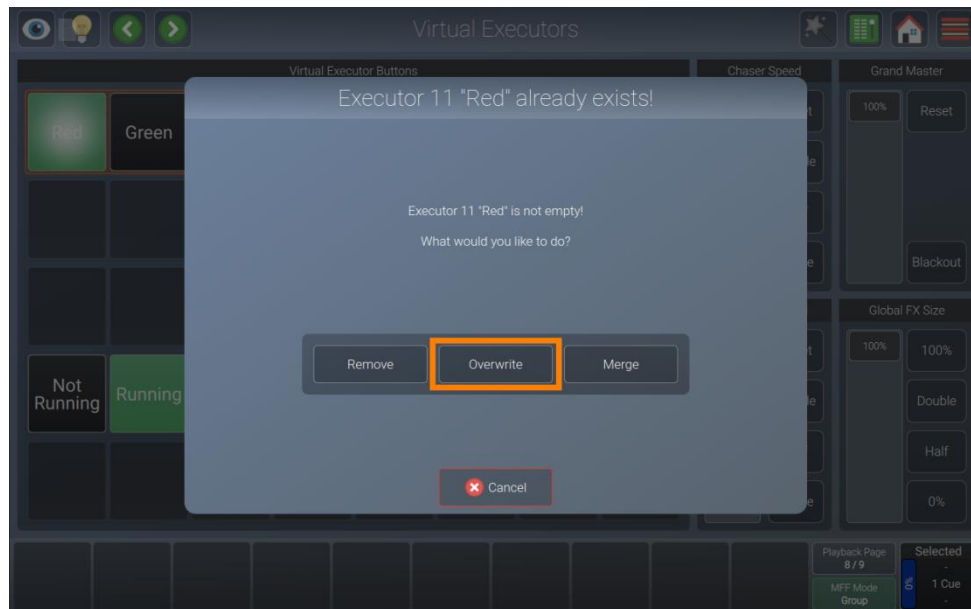 Virtual Executors
Virtual Executor Buttons
Chaser Speed
Grand Master
Executor 11 "Red" already exists!
Red
Green
100%
Reset
Executor 11 "Red" is not empty!
What would you like to do?
Blackout
Global FX Size
Remove
Overwrite
Merge
100%
100%
Not
Running
Running
Double
Half
Cancel
0%
Playback Page
8 / 9
MFF Mode
Group
Selected
-
1 Cue
-
0%